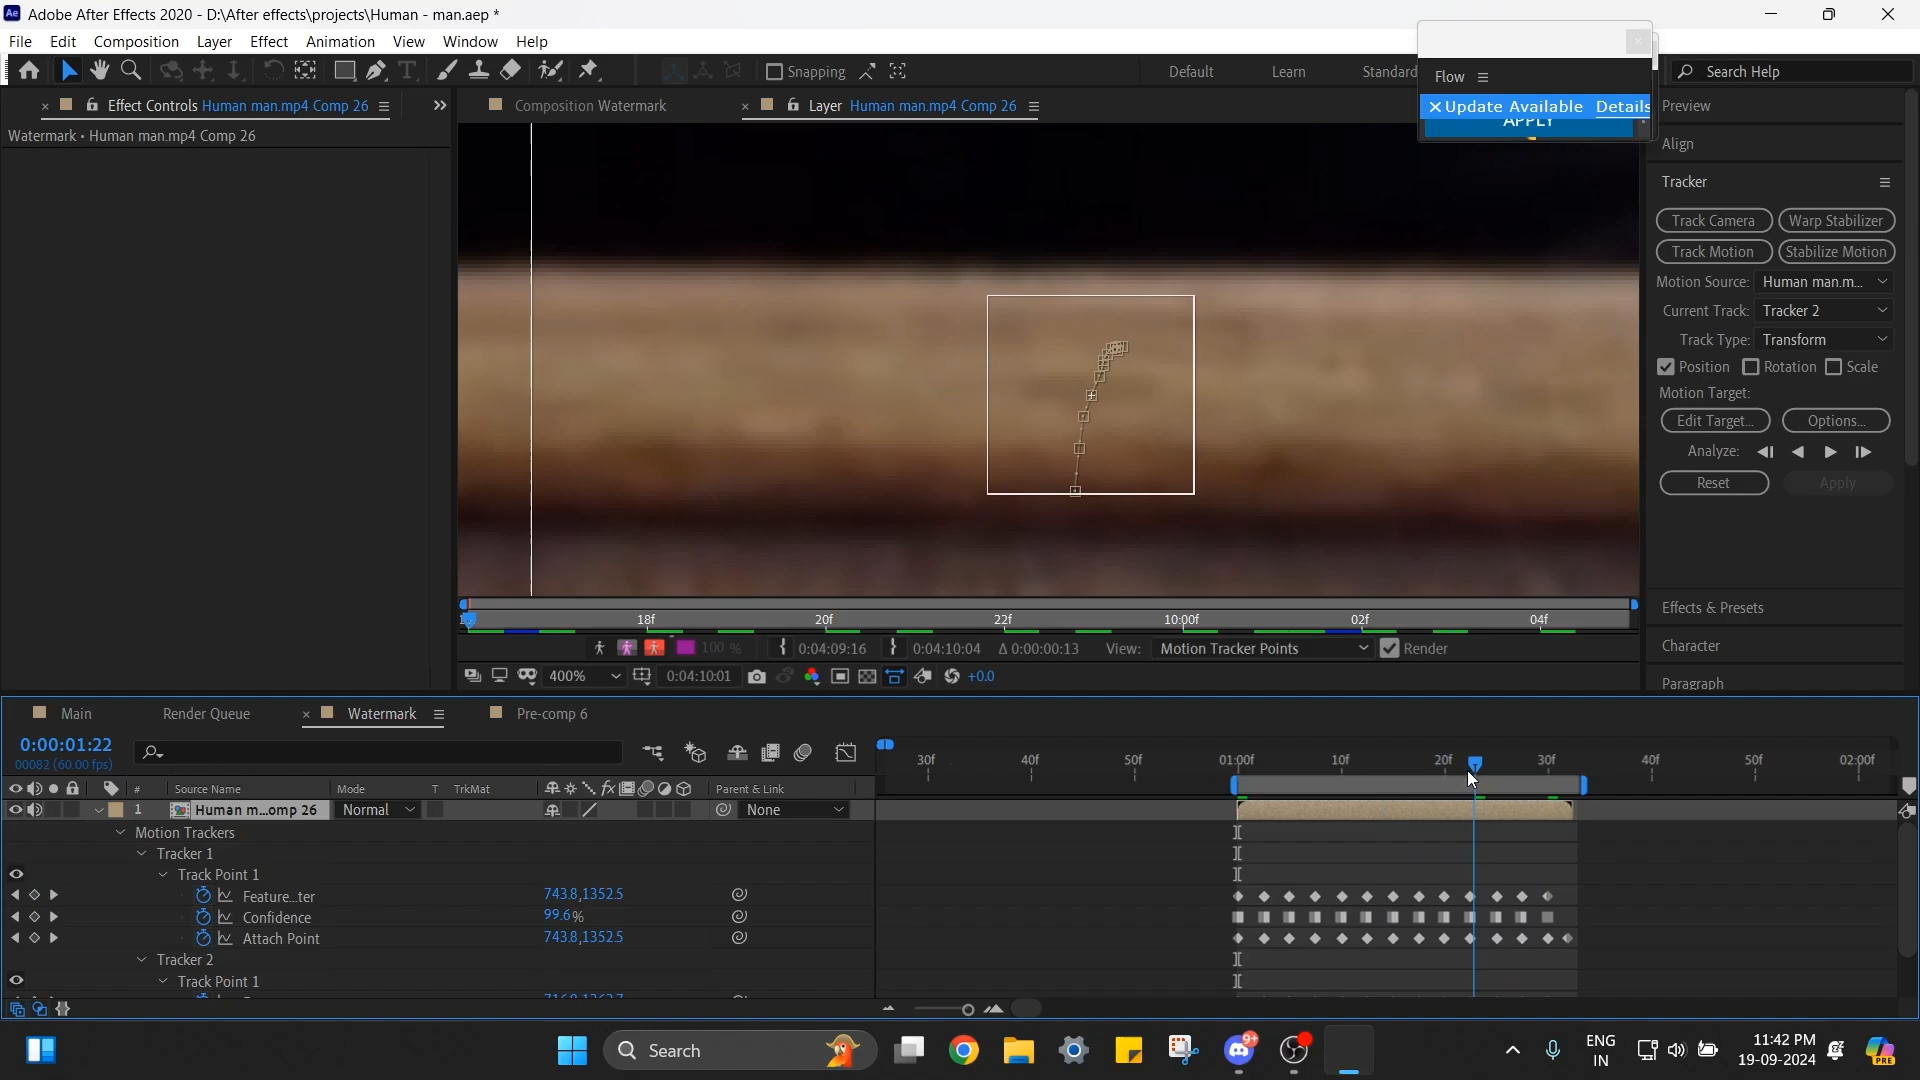 Adobe After Effects 2020 - D:\After effects\projects\Human - man.aep *
File Edit Composition Layer Effect Animation View Window Help
Snapping Default Learn Standard Search Help
Flow
Update Available Details
APPLY
Effect Controls Human man.mp4 Comp 26
Composition Watermark
Layer Human man.mp4 Comp 26
Watermark • Human man.mp4 Comp 26
Preview
Align
Tracker
Track Camera Warp Stabilizer
Track Motion Stabilize Motion
Motion Source: Human man.m...
Current Track: Tracker 2
Track Type: Transform
Position Rotation Scale
Motion Target:
Edit Target... Options...
Analyze:
Reset Apply
Effects & Presets
Character
Paragraph
18f 20f 22f 10:00f 02f 04f
100 % 0:04:09:16 0:04:10:04 Δ 0:00:00:13 View: Motion Tracker Points Render
400% 0:04:10:01 +0.0
Main Render Queue Watermark Pre-comp 6
0:00:01:22
00082 (60.00 fps)
30f 40f 50f 01:00f 10f 20f 30f 40f 50f 02:00f
# Source Name Mode T TrkMat fx Parent & Link
1 Human m...omp 26 Normal None
Motion Trackers
Tracker 1
Track Point 1
Feature...ter 743.8,1352.5
Confidence 99.6%
Attach Point 743.8,1352.5
Tracker 2
Track Point 1
Search
9+
ENG
IN
11:42 PM
19-09-2024
PRE